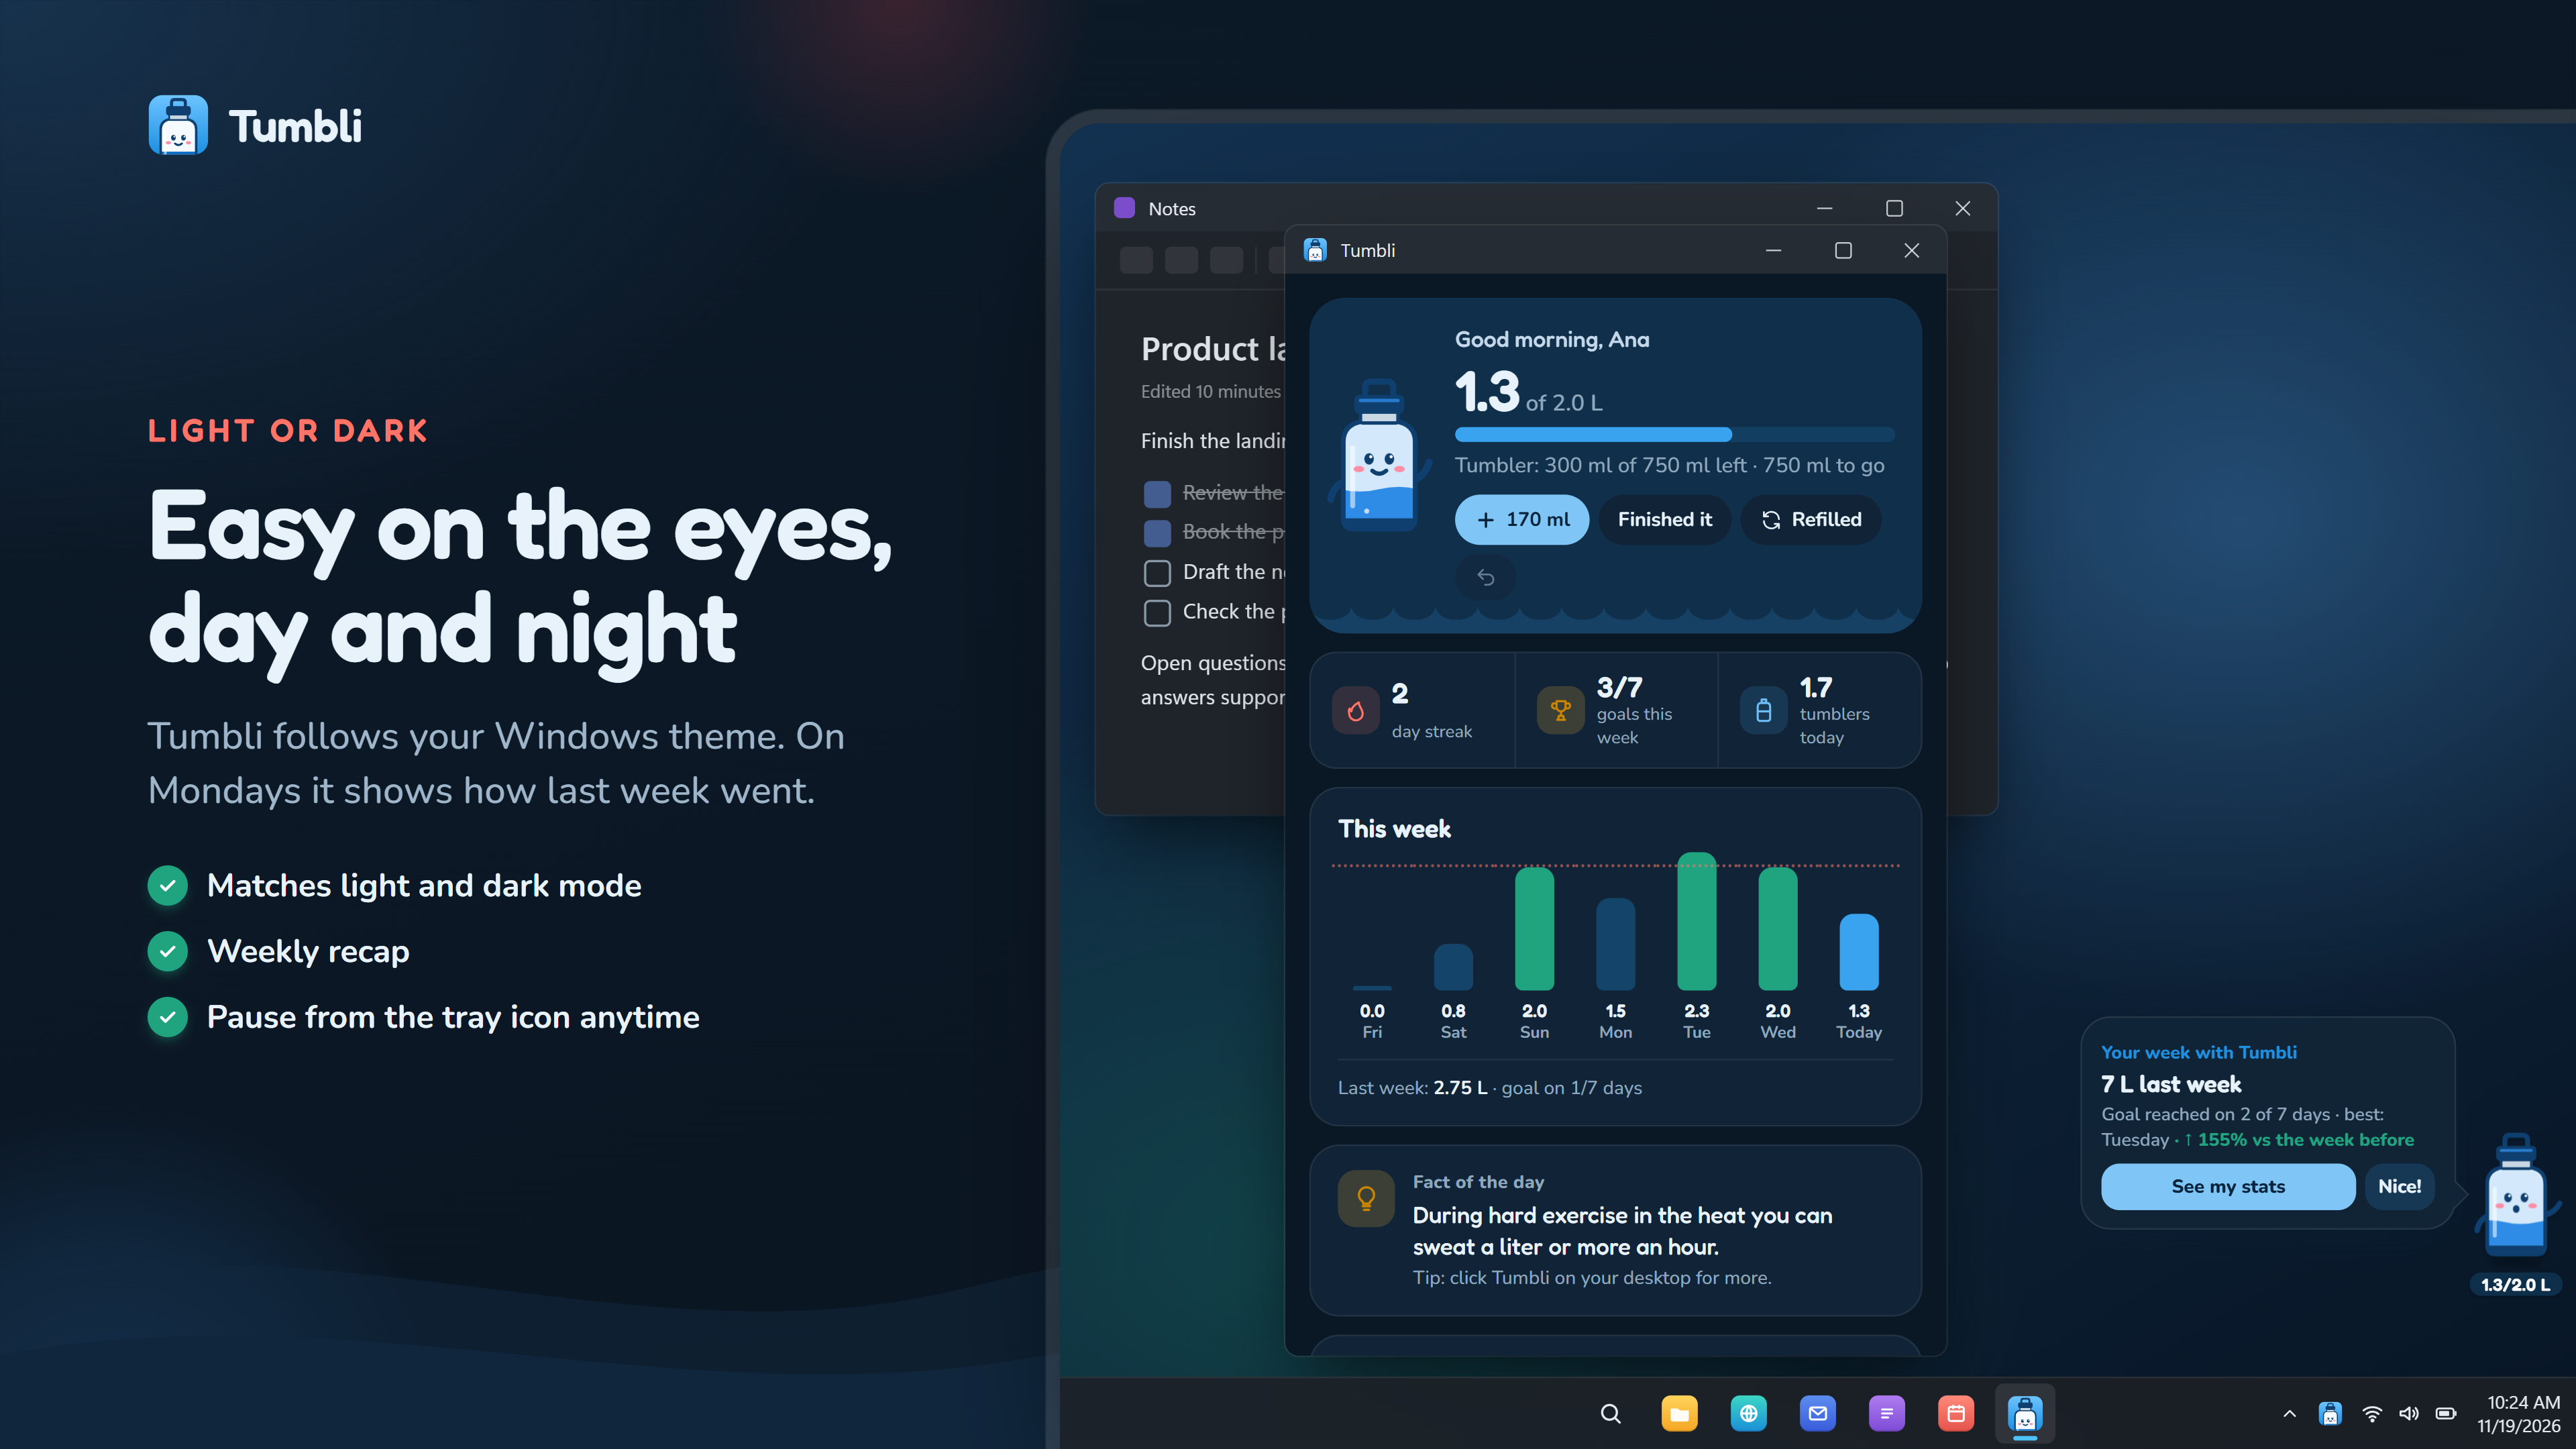 Tumbli
LIGHT OR DARK
Easy on the eyes,
day and night
Tumbli follows your Windows theme. On
Mondays it shows how last week went.
Matches light and dark mode
Weekly recap
Pause from the tray icon anytime
Notes
Product la
Edited 10 minutes
Finish the landin
Review the
Book the p
Draft the n
Check the p
Open questions
answers suppor
Tumbli
Good morning, Ana
1.3 of 2.0 L
Tumbler: 300 ml of 750 ml left · 750 ml to go
+ 170 ml
Finished it
Refilled
2
day streak
3/7
goals this
week
1.7
tumblers
today
This week
0.0 0.8 2.0 1.5 2.3 2.0 1.3
Fri Sat Sun Mon Tue Wed Today
Last week: 2.75 L · goal on 1/7 days
Fact of the day
During hard exercise in the heat you can
sweat a liter or more an hour.
Tip: click Tumbli on your desktop for more.
Your week with Tumbli
7 L last week
Goal reached on 2 of 7 days · best:
Tuesday · ↑ 155% vs the week before
See my stats
Nice!
1.3/2.0 L
10:24 AM
11/19/2026